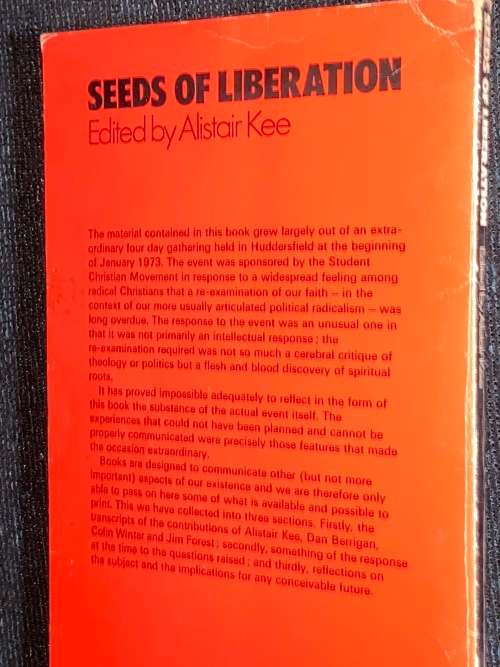 SEEDS OF LIBERATION
Edited by Alistair Kee
The material contained in this book grew largely out of an extra-
ordinary four day gathering held in Huddersfield at the beginning
of January 1973. The event was sponsored by the Student
Christian Movement in response to a widespread feeling among
radical Christians that a re-examination of our faith – in the
context of our more usually articulated political radicalism – was
long overdue. The response to the event was an unusual one in
that it was not primarily an intellectual response; the
re-examination required was not so much a cerebral critique of
theology or politics but a flesh and blood discovery of spiritual
roots.
It has proved impossible adequately to reflect in the form of
this book the substance of the actual event itself. The
experiences that could not have been planned and cannot be
properly communicated were precisely those features that made
the occasion extraordinary.
Books are designed to communicate other (but not more
important) aspects of our existence and we are therefore only
able to pass on here some of what is available and possible to
print. This we have collected into three sections. Firstly, the
transcripts of the contributions of Alistair Kee, Dan Berrigan,
Colin Winter and Jim Forest; secondly, something of the response
at the time to the questions raised; and thirdly, reflections on
the subject and the implications for any conceivable future.
OF LIBERATION